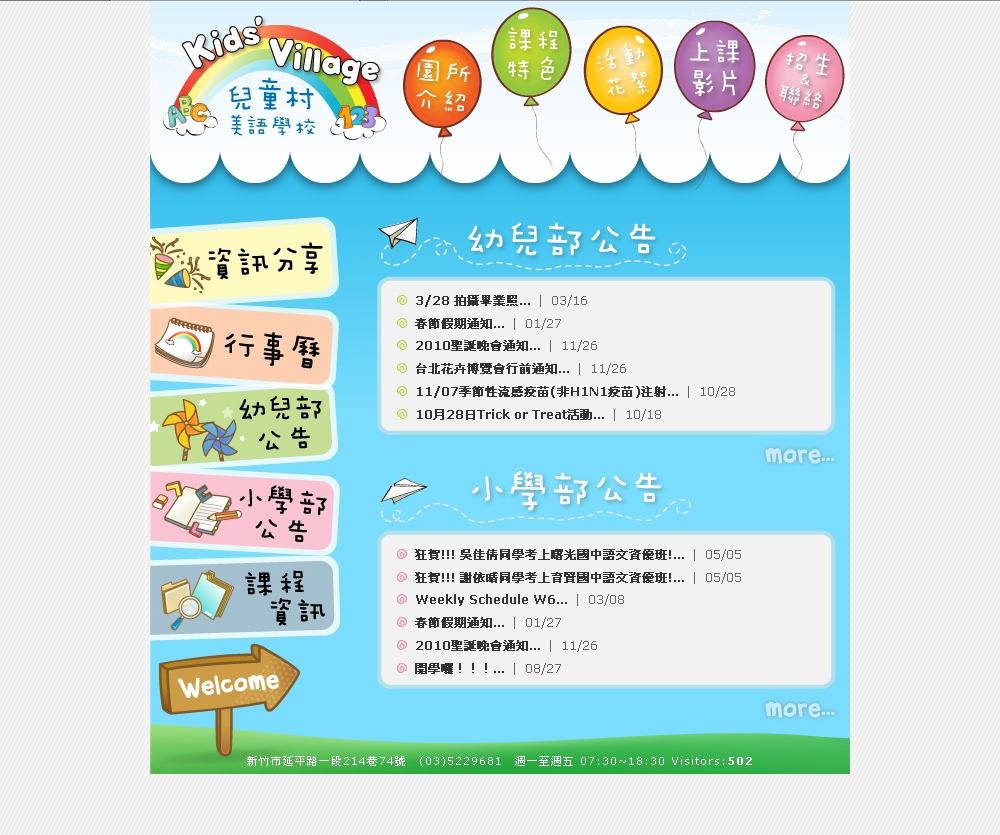 Kids' Village
兒童村
美語學校
ABC
123
園所
介紹
課程
特色
活動
花絮
上課
影片
招生
&
聯絡
資訊分享
行事曆
幼兒部
公告
小學部
公告
課程
資訊
Welcome
幼兒部公告
3/28 拍攝畢業照... | 03/16
春節假期通知... | 01/27
2010聖誕晚會通知... | 11/26
台北花卉博覽會行前通知... | 11/26
11/07季節性流感疫苗(非H1N1疫苗)注射... | 10/28
10月28日Trick or Treat活動... | 10/18
more...
小學部公告
狂賀!!! 吳佳倩同學考上曙光國中語文資優班!... | 05/05
狂賀!!! 謝依晴同學考上育賢國中語文資優班!... | 05/05
Weekly Schedule W6... | 03/08
春節假期通知... | 01/27
2010聖誕晚會通知... | 11/26
開學囉！！！... | 08/27
more...
新竹市延平路一段214巷74號 (03)5229681 週一至週五 07:30~18:30 Visitors:502